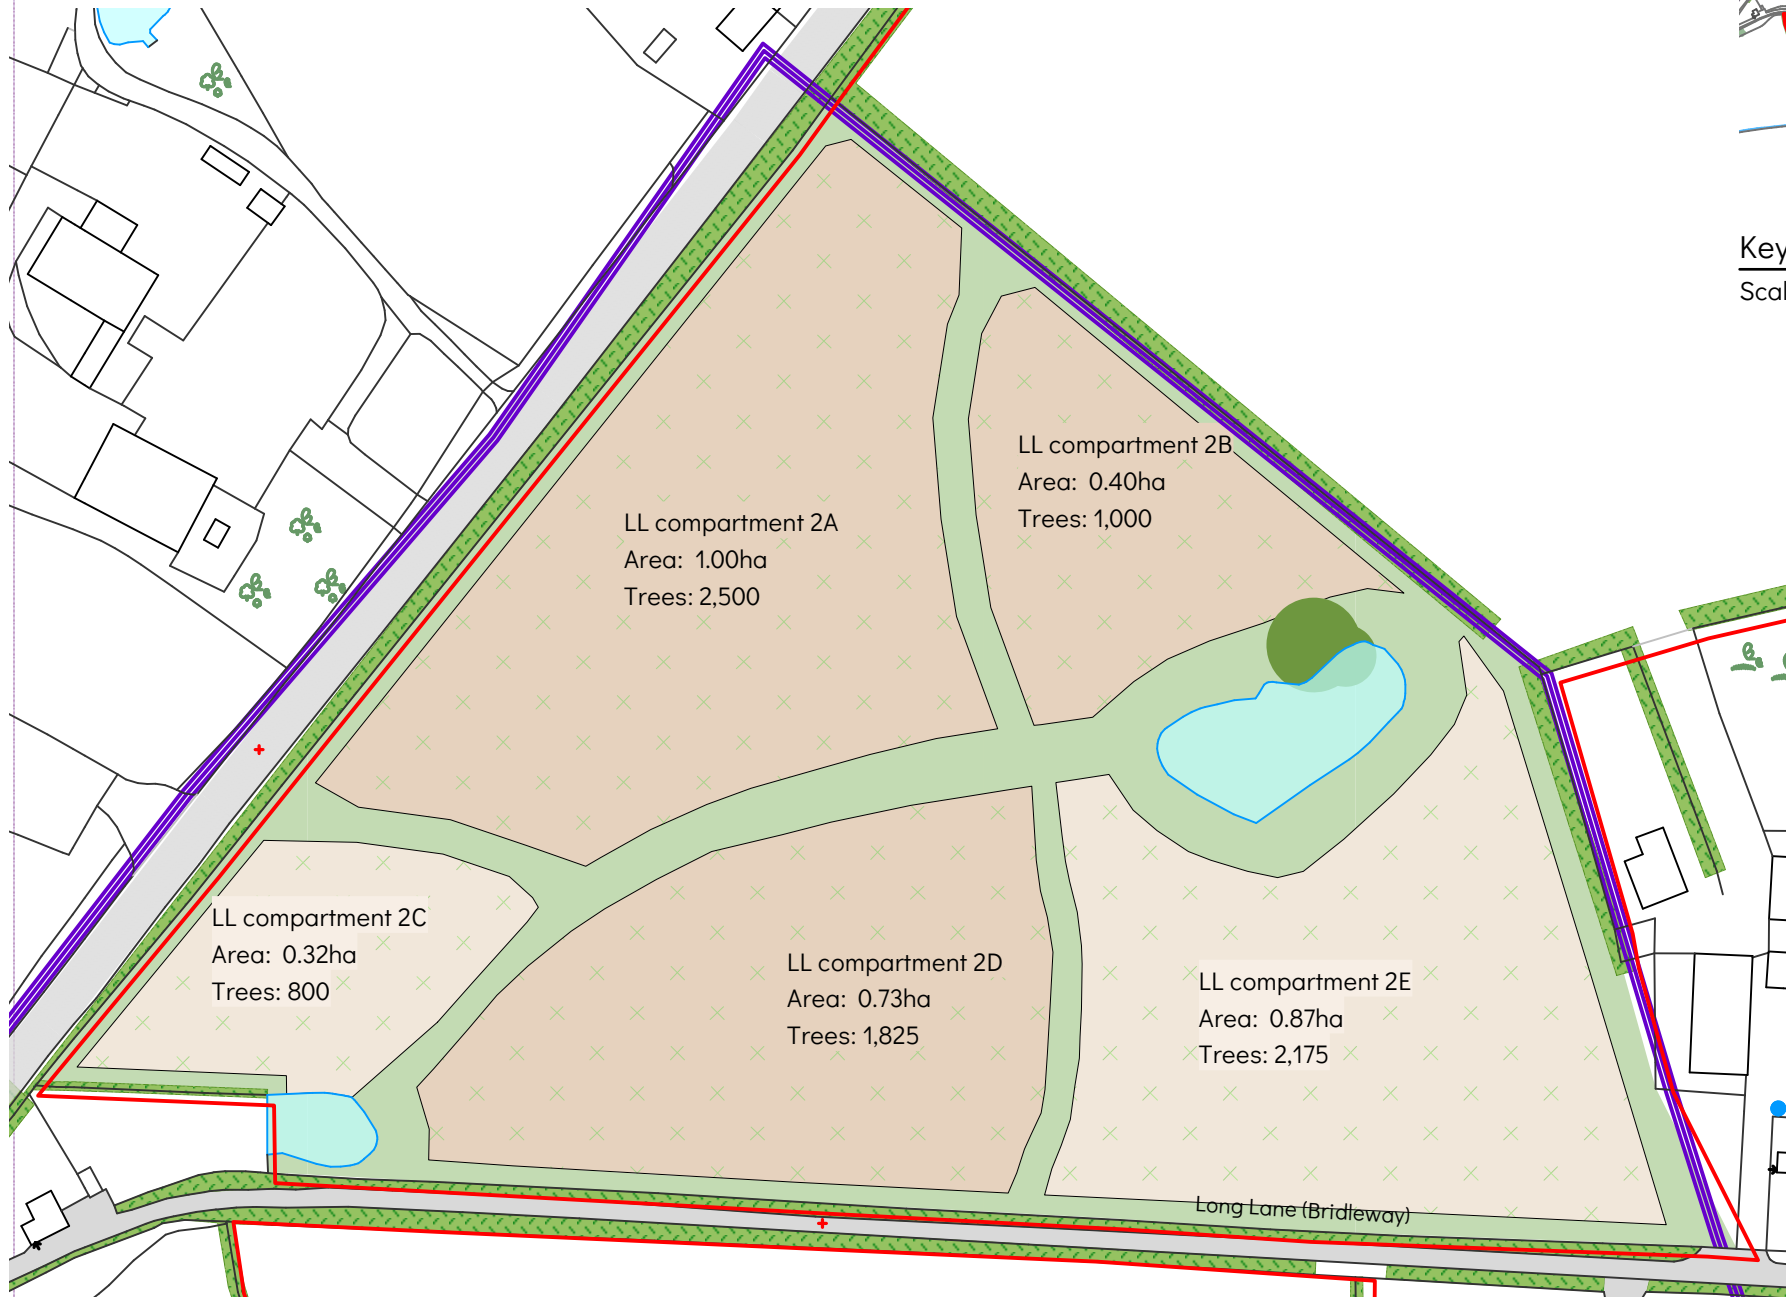 Key
Scal
LL compartment 2B
Area: 0.40ha
Trees: 1,000
LL compartment 2A
Area: 1.00ha
Trees: 2,500
LL compartment 2C
Area: 0.32ha
Trees: 800
LL compartment 2D
Area: 0.73ha
Trees: 1,825
LL compartment 2E
Area: 0.87ha
Trees: 2,175
Long Lane (Bridleway)